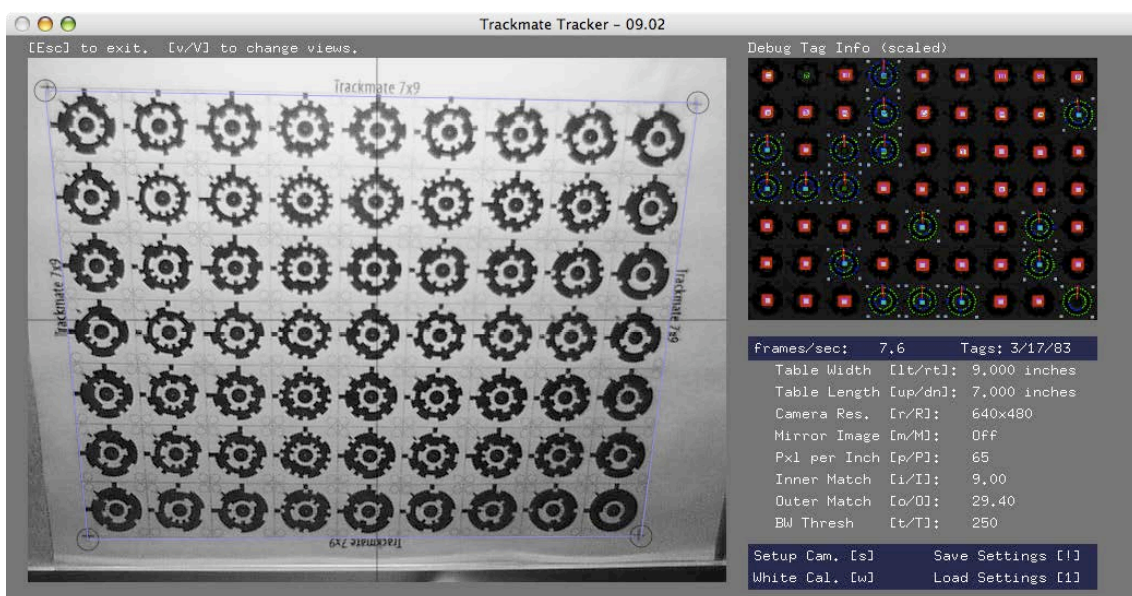 Trackmate Tracker – 09.02
[Esc] to exit. [v/V] to change views.
Debug Tag Info (scaled)
Trackmate 7x9
Trackmate 7x9
Trackmate 7x9
Trackmate 7x9
frames/sec: 7.6 Tags: 3/17/83
Table Width [lt/rt]: 9.000 inches
Table Length [up/dn]: 7.000 inches
Camera Res. [r/R]: 640x480
Mirror Image [m/M]: Off
Pxl per Inch [p/P]: 65
Inner Match [i/I]: 9.00
Outer Match [o/O]: 29.40
BW Thresh [t/T]: 250
Setup Cam. [s] Save Settings [!]
White Cal. [w] Load Settings [1]